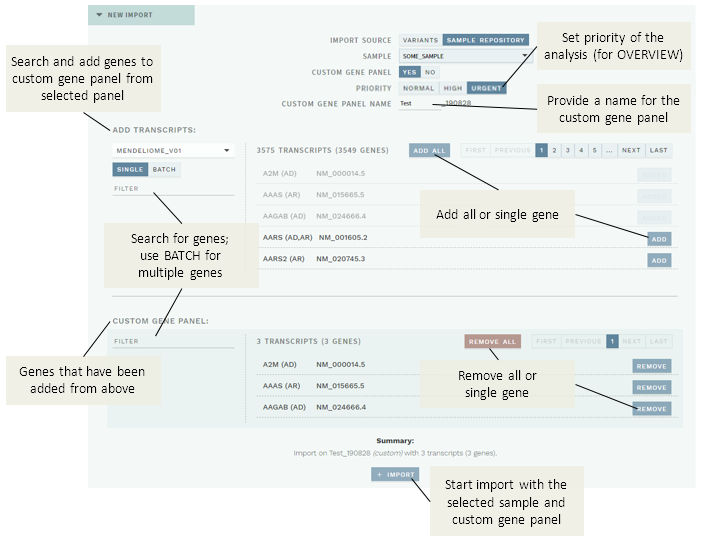 NEW IMPORT
IMPORT SOURCE VARIANTS SAMPLE REPOSITORY
SAMPLE SOME_SAMPLE
CUSTOM GENE PANEL YES NO
PRIORITY NORMAL HIGH URGENT
CUSTOM GENE PANEL NAME Test _190828
Set priority of the
analysis (for OVERVIEW)
Provide a name for the
custom gene panel
Search and add genes to
custom gene panel from
selected panel
ADD TRANSCRIPTS:
MENDELIOME_V01
SINGLE BATCH
FILTER
3575 TRANSCRIPTS (3549 GENES) ADD ALL FIRST PREVIOUS 1 2 3 4 5 ... NEXT LAST
A2M (AD) NM_000014.5
AAAS (AR) NM_015665.5
AAGAB (AD) NM_024666.4
AARS (AD,AR) NM_001605.2 ADD
AARS2 (AR) NM_020745.3 ADD
Add all or single gene
Search for genes;
use BATCH for
multiple genes
CUSTOM GENE PANEL:
FILTER
3 TRANSCRIPTS (3 GENES) REMOVE ALL FIRST PREVIOUS 1 NEXT LAST
A2M (AD) NM_000014.5 REMOVE
AAAS (AR) NM_015665.5 REMOVE
AAGAB (AD) NM_024666.4 REMOVE
Genes that have been
added from above
Remove all or
single gene
Summary:
Import on Test_190828 (custom) with 3 transcripts (3 genes).
+ IMPORT
Start import with the
selected sample and
custom gene panel